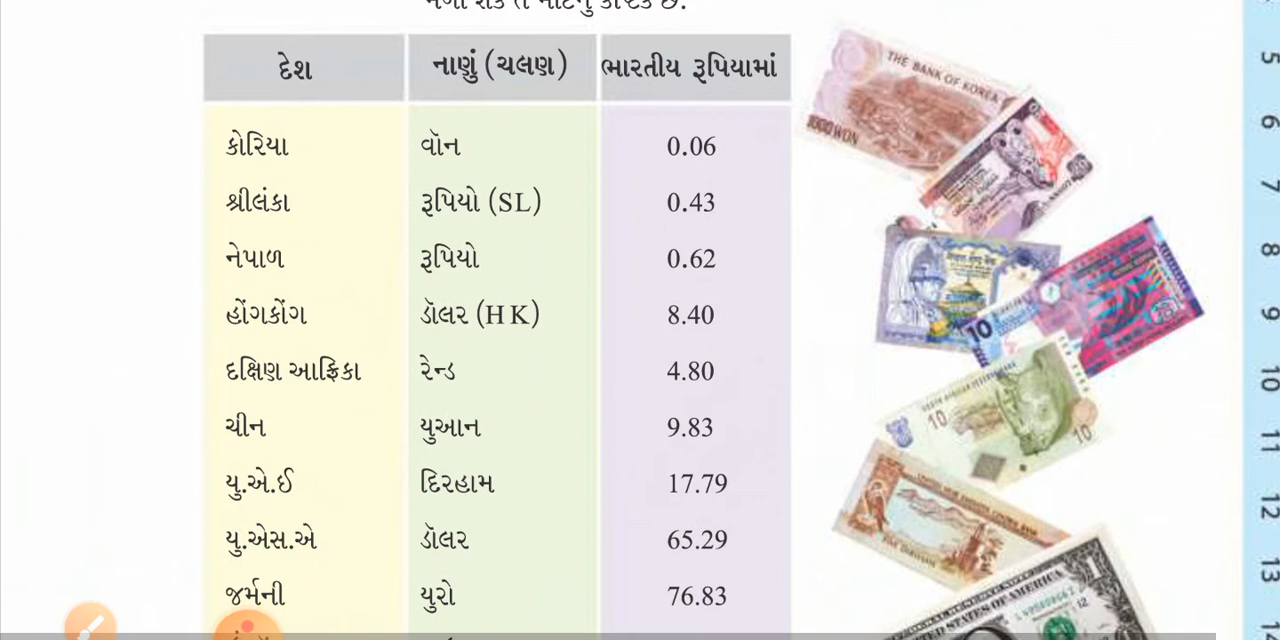 દેશ નાણું (ચલણ) ભારતીય રૂપિયામાં
કોરિયા વૉન 0.06
શ્રીલંકા રૂપિયો (SL) 0.43
નેપાળ રૂપિયો 0.62
હોંગકોંગ ડૉલર (HK) 8.40
દક્ષિણ આફ્રિકા રેન્ડ 4.80
ચીન યુઆન 9.83
યુ.એ.ઈ દિરહામ 17.79
યુ.એસ.એ ડૉલર 65.29
જર્મની યુરો 76.83
THE BANK OF KOREA
1000 WON
10
10
10
1
5
6
7
8
9
10
11
12
13